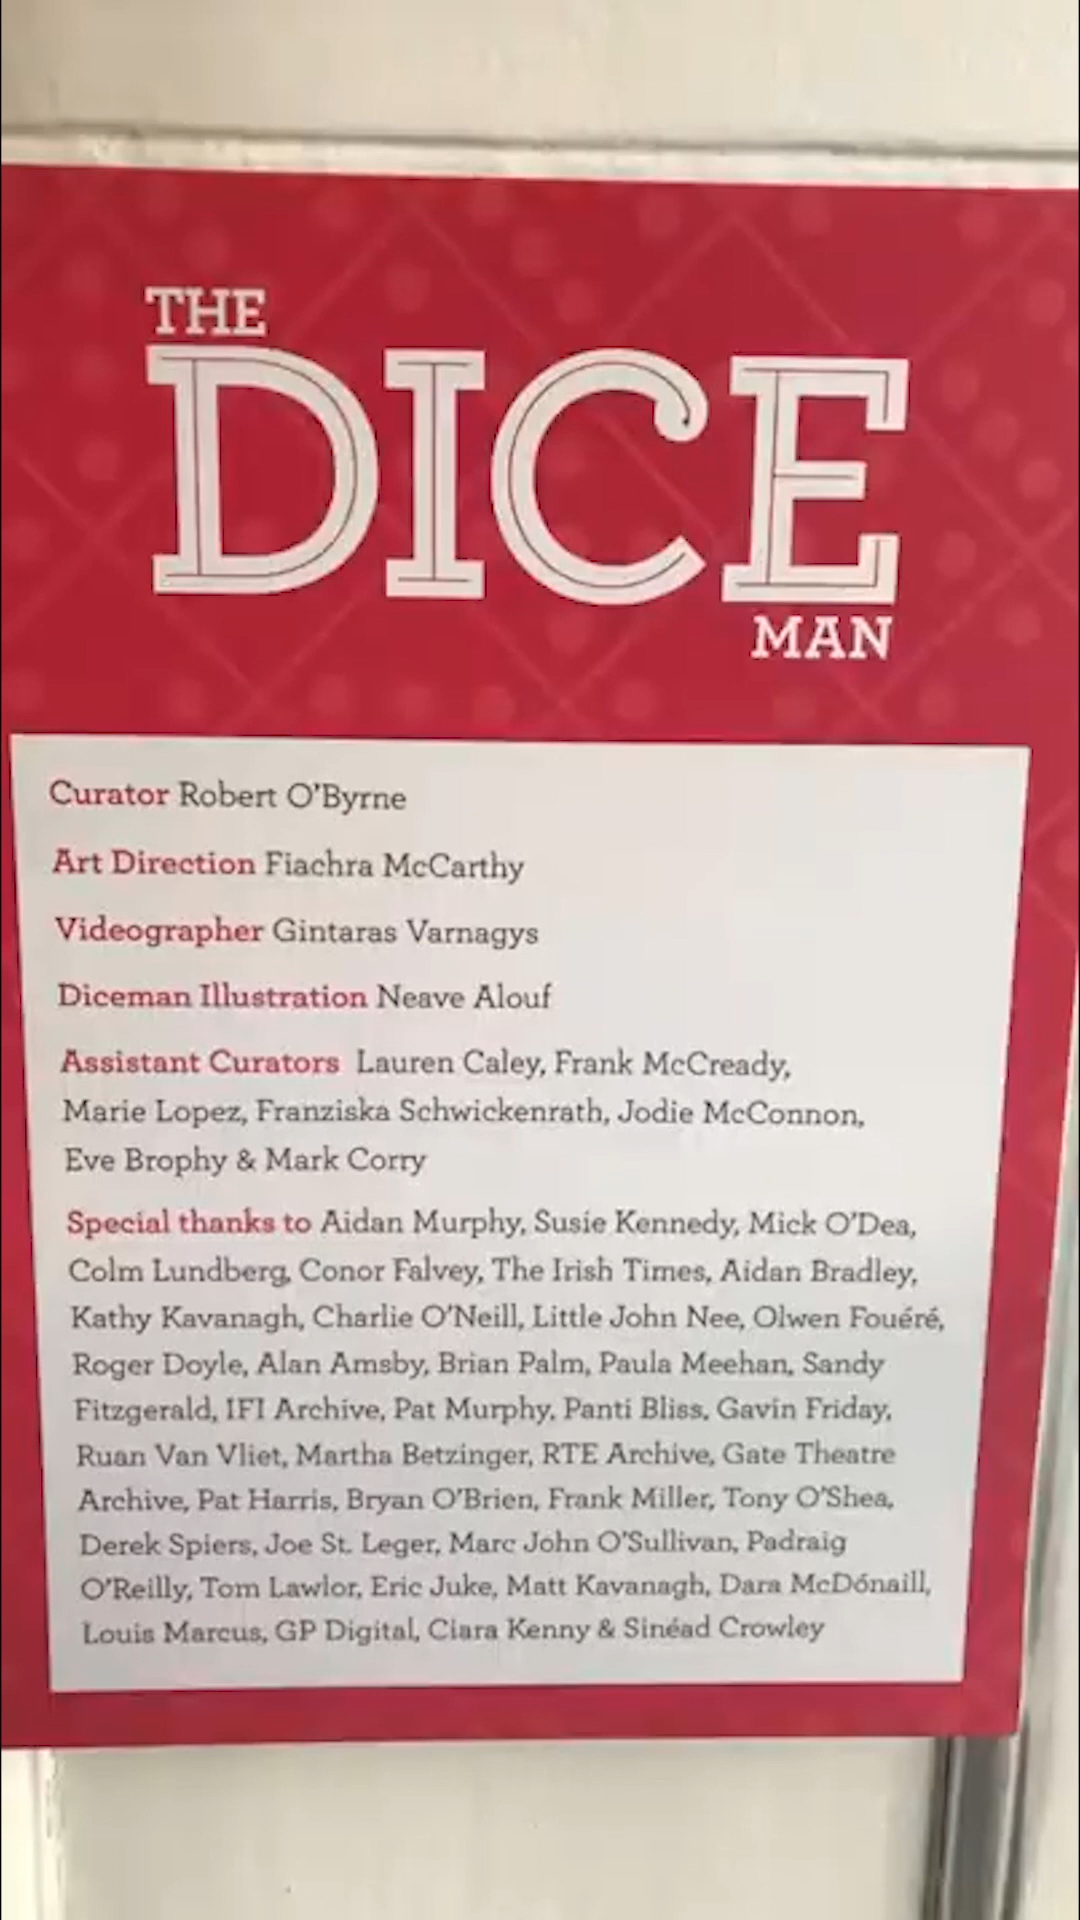 THE
DICE
MAN
Curator Robert O'Byrne
Art Direction Fiachra McCarthy
Videographer Gintaras Varnagys
Diceman Illustration Neave Alouf
Assistant Curators Lauren Caley, Frank McCready,
Marie Lopez, Franziska Schwickenrath, Jodie McConnon,
Eve Brophy & Mark Corry
Special thanks to Aidan Murphy, Susie Kennedy, Mick O'Dea,
Colm Lundberg, Conor Falvey, The Irish Times, Aidan Bradley,
Kathy Kavanagh, Charlie O'Neill, Little John Nee, Olwen Fouéré,
Roger Doyle, Alan Amsby, Brian Palm, Paula Meehan, Sandy
Fitzgerald, IFI Archive, Pat Murphy, Panti Bliss, Gavin Friday,
Ruan Van Vliet, Martha Betzinger, RTE Archive, Gate Theatre
Archive, Pat Harris, Bryan O'Brien, Frank Miller, Tony O'Shea,
Derek Spiers, Joe St. Leger, Marc John O'Sullivan, Padraig
O'Reilly, Tom Lawlor, Eric Juke, Matt Kavanagh, Dara McDónaill,
Louis Marcus, GP Digital, Ciara Kenny & Sinéad Crowley